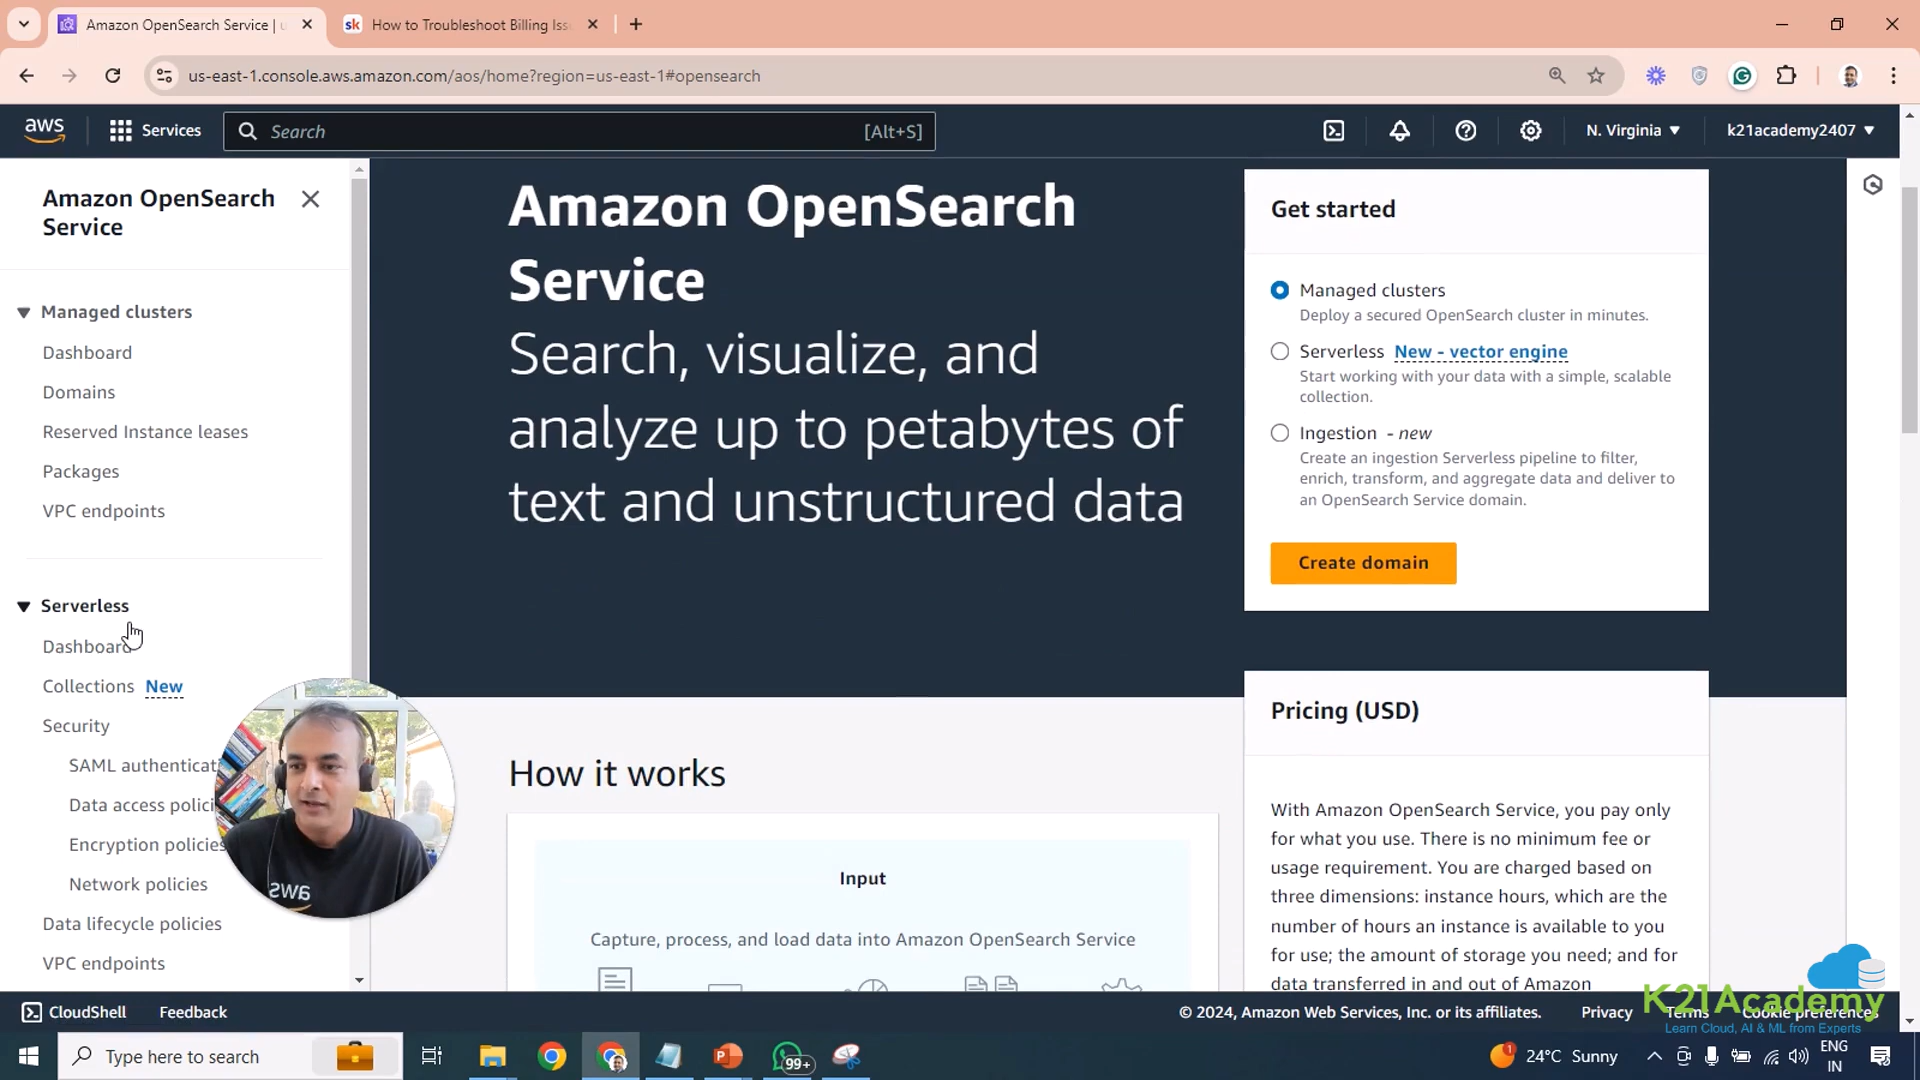 Amazon OpenSearch Service | u
sk How to Troubleshoot Billing Iss
us-east-1.console.aws.amazon.com/aos/home?region=us-east-1#opensearch
aws
Services
Search
[Alt+S]
N. Virginia
k21academy2407
Amazon OpenSearch
Service
Managed clusters
Dashboard
Domains
Reserved Instance leases
Packages
VPC endpoints
Serverless
Dashboard
Collections New
Security
SAML authenticat
Data access polici
Encryption policies
Network policies
Data lifecycle policies
VPC endpoints
aws
Amazon OpenSearch
Service
Search, visualize, and
analyze up to petabytes of
text and unstructured data
Get started
Managed clusters
Deploy a secured OpenSearch cluster in minutes.
Serverless New - vector engine
Start working with your data with a simple, scalable
collection.
Ingestion - new
Create an ingestion Serverless pipeline to filter,
enrich, transform, and aggregate data and deliver to
an OpenSearch Service domain.
Create domain
How it works
Input
Capture, process, and load data into Amazon OpenSearch Service
Pricing (USD)
With Amazon OpenSearch Service, you pay only
for what you use. There is no minimum fee or
usage requirement. You are charged based on
three dimensions: instance hours, which are the
number of hours an instance is available to you
for use; the amount of storage you need; and for
data transferred in and out of Amazon
K21Academy
Learn Cloud, AI & ML from Experts
CloudShell
Feedback
© 2024, Amazon Web Services, Inc. or its affiliates.
Privacy
Terms
Cookie preferences
Type here to search
99+
1
24°C Sunny
ENG
IN